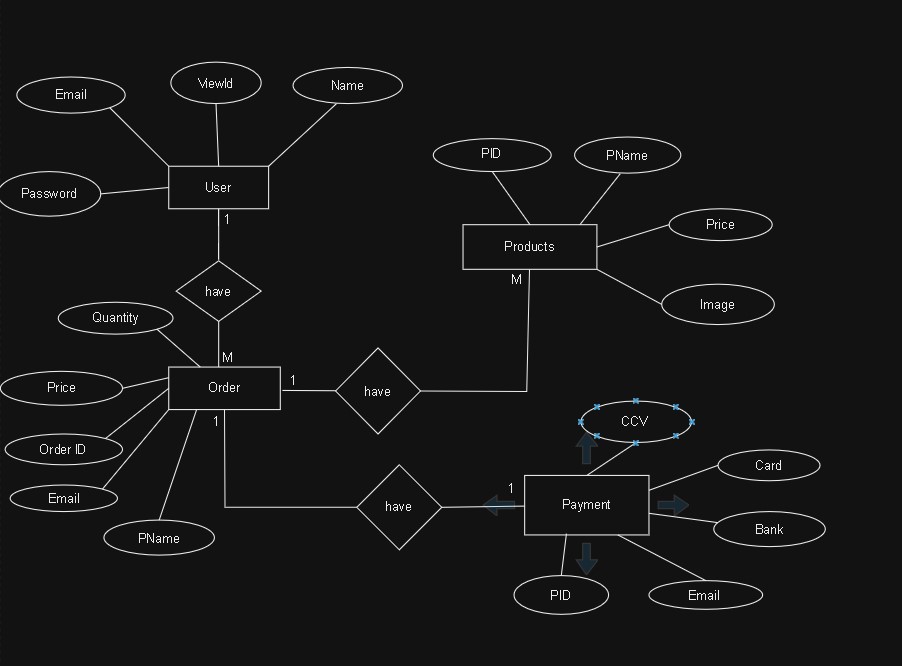 ViewId
Name
Email
PID
PName
User
Password
1
Price
Products
M
have
Image
Quantity
M
Order
1
Price
have
1
CCV
Order ID
Card
1
Email
have
Payment
Bank
PName
PID
Email